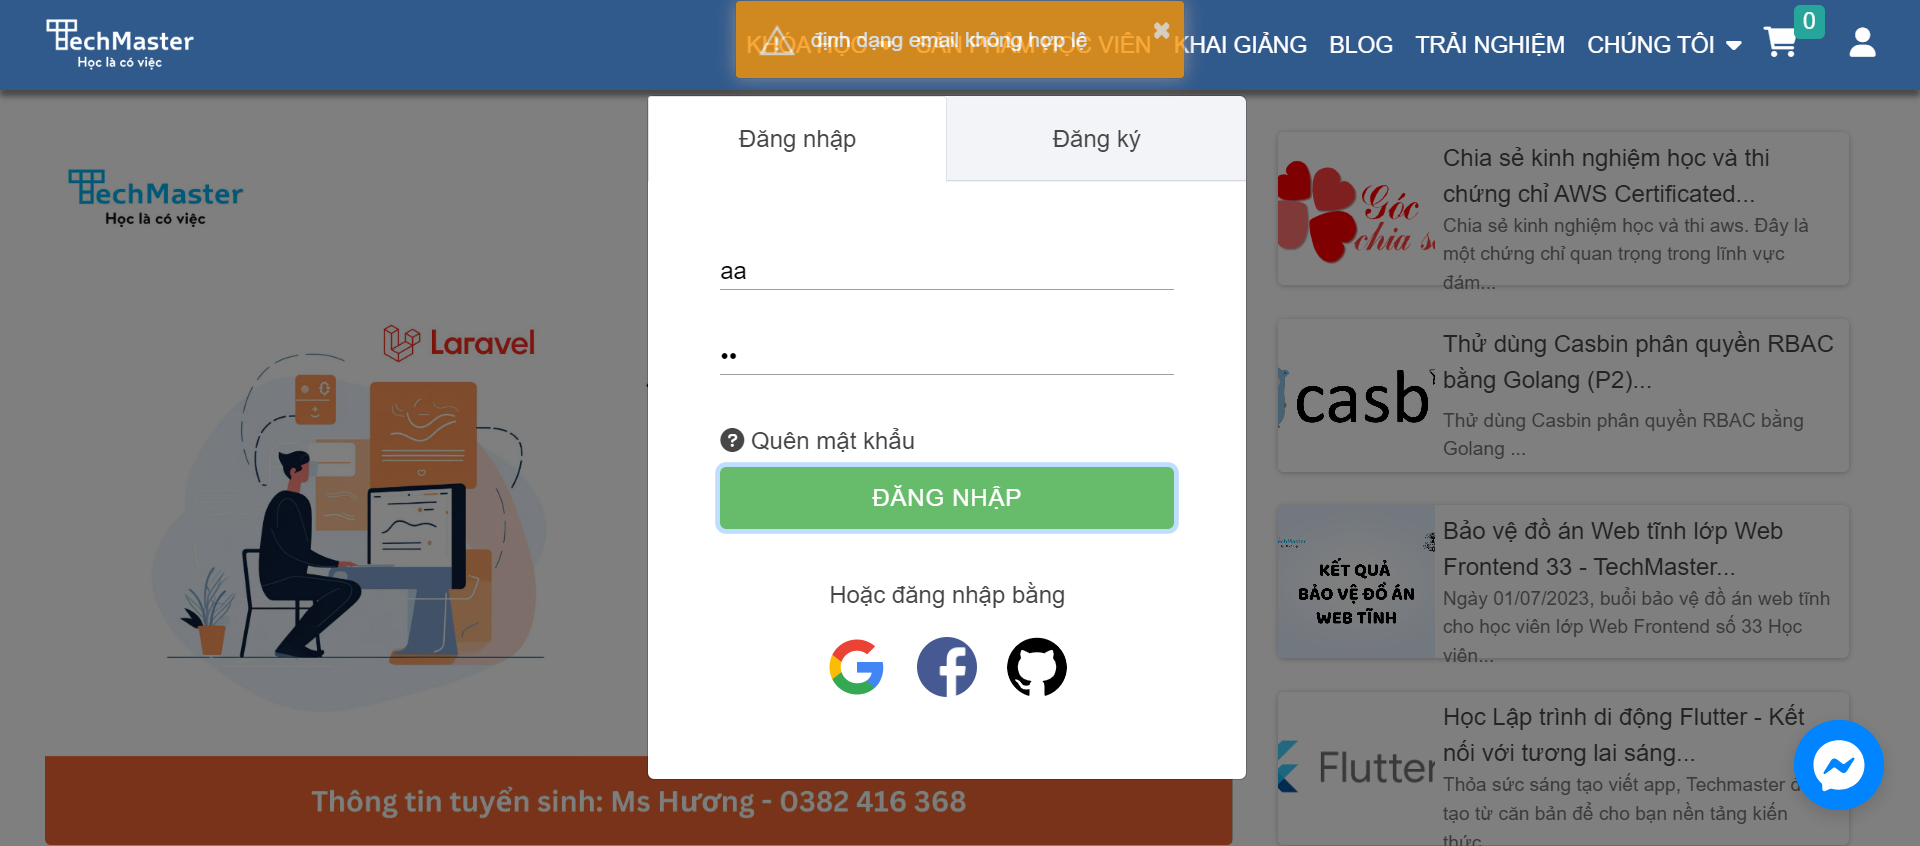 TechMaster
Học là có việc
định dạng email không hợp lệ
KHÓA HỌC
SẢN PHẨM HỌC VIÊN
KHAI GIẢNG
BLOG
TRẢI NGHIỆM
CHÚNG TÔI
0
Đăng nhập
Đăng ký
aa
Quên mật khẩu
ĐĂNG NHẬP
Hoặc đăng nhập bằng
TechMaster
Học là có việc
Laravel
Thông tin tuyển sinh: Ms Hương - 0382 416 368
Góc
chia s
Chia sẻ kinh nghiệm học và thi
chứng chỉ AWS Certificated...
Chia sẻ kinh nghiệm học và thi aws. Đây là
một chứng chỉ quan trọng trong lĩnh vực
đám...
casb
Thử dùng Casbin phân quyền RBAC
bằng Golang (P2)...
Thử dùng Casbin phân quyền RBAC bằng
Golang ...
TechMaster
KẾT QUẢ
BẢO VỆ ĐỒ ÁN
WEB TĨNH
Bảo vệ đồ án Web tĩnh lớp Web
Frontend 33 - TechMaster...
Ngày 01/07/2023, buổi bảo vệ đồ án web tĩnh
cho học viên lớp Web Frontend số 33 Học
viên...
Flutter
Học Lập trình di động Flutter - Kết
nối với tương lai sáng...
Thỏa sức sáng tạo viết app, Techmaster
tạo từ căn bản để cho bạn nền tảng kiến
thức